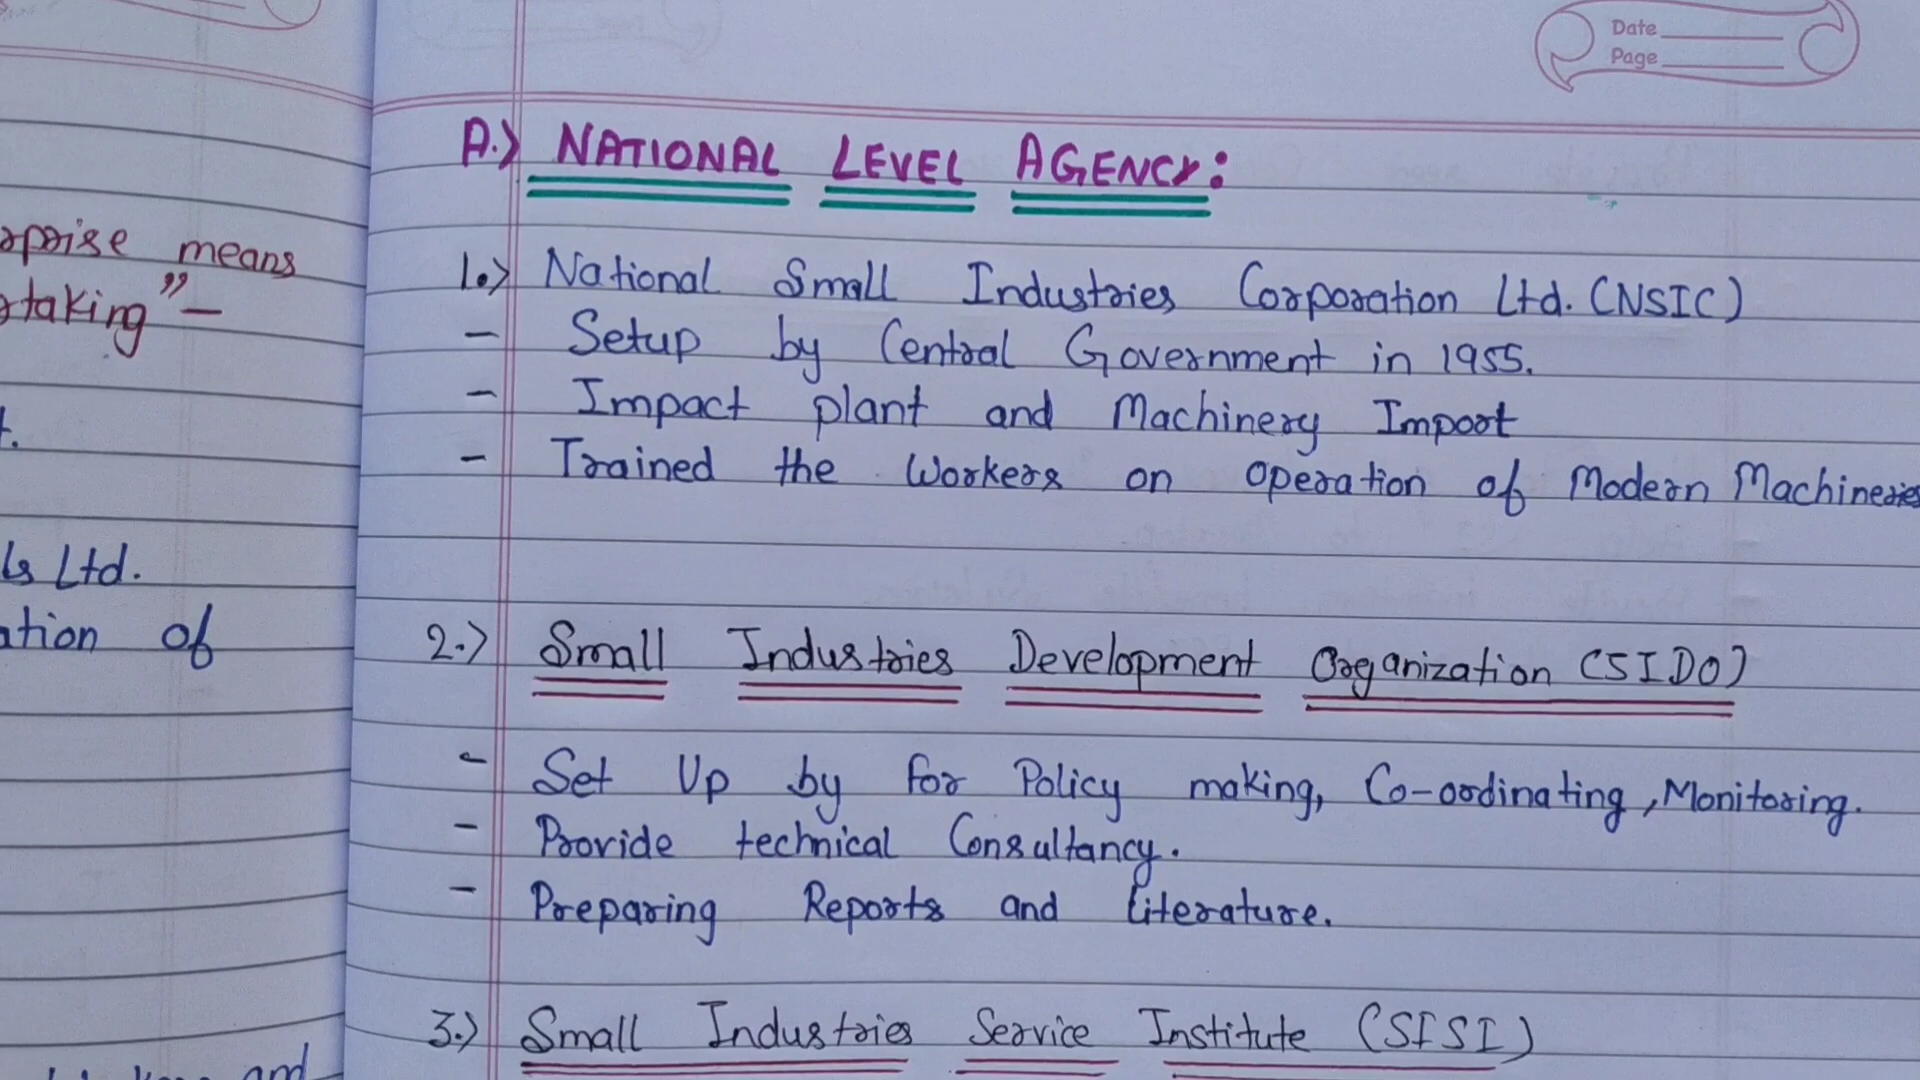 Date
Page
A.> NATIONAL LEVEL AGENCY:
1.> National Small Industries Corporation Ltd. (NSIC)
- Setup by Central Government in 1955.
- Impact plant and Machinery Import
- Trained the Workers on Operation of Modern Machineries
2.> Small Industries Development Organization (SIDO)
- Set Up by for Policy making, Co-ordinating, Monitoring.
- Provide technical Consultancy.
- Preparing Reports and Literature.
3.> Small Industries Service Institute (SISI)
means
taking" -
Ltd.
of
and